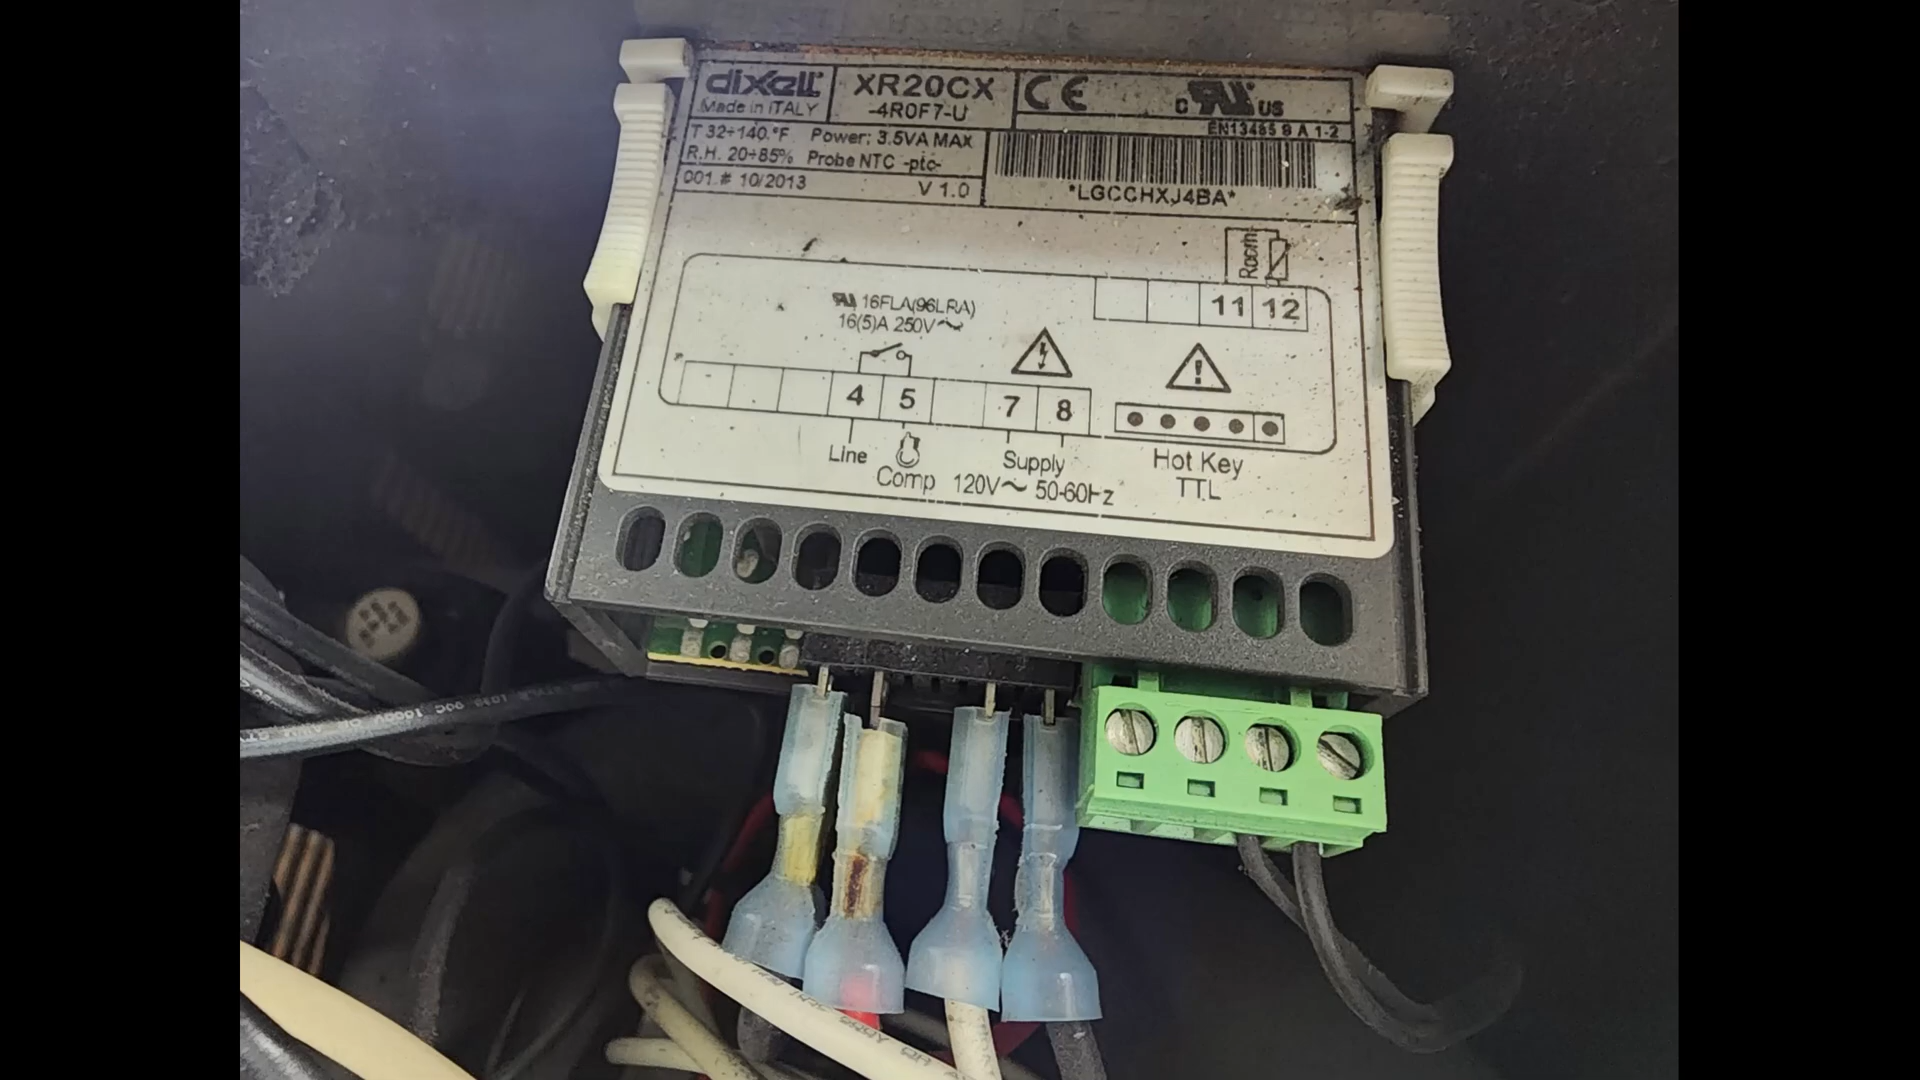 dixell
Made in ITALY
XR20CX
-4R0F7-U
CE
C UL US
EN13485 S A 1-2
T 32÷140.°F Power: 3.5VA MAX
R.H. 20÷85% Probe NTC -ptc-
001.# 10/2013 V 1.0
*LGCCHXJ4BA*
Room
11 12
16FLA(96LRA)
16(5)A 250V~
4 5 7 8
Line
Comp
Supply
120V~ 50-60Hz
Hot Key
TTL